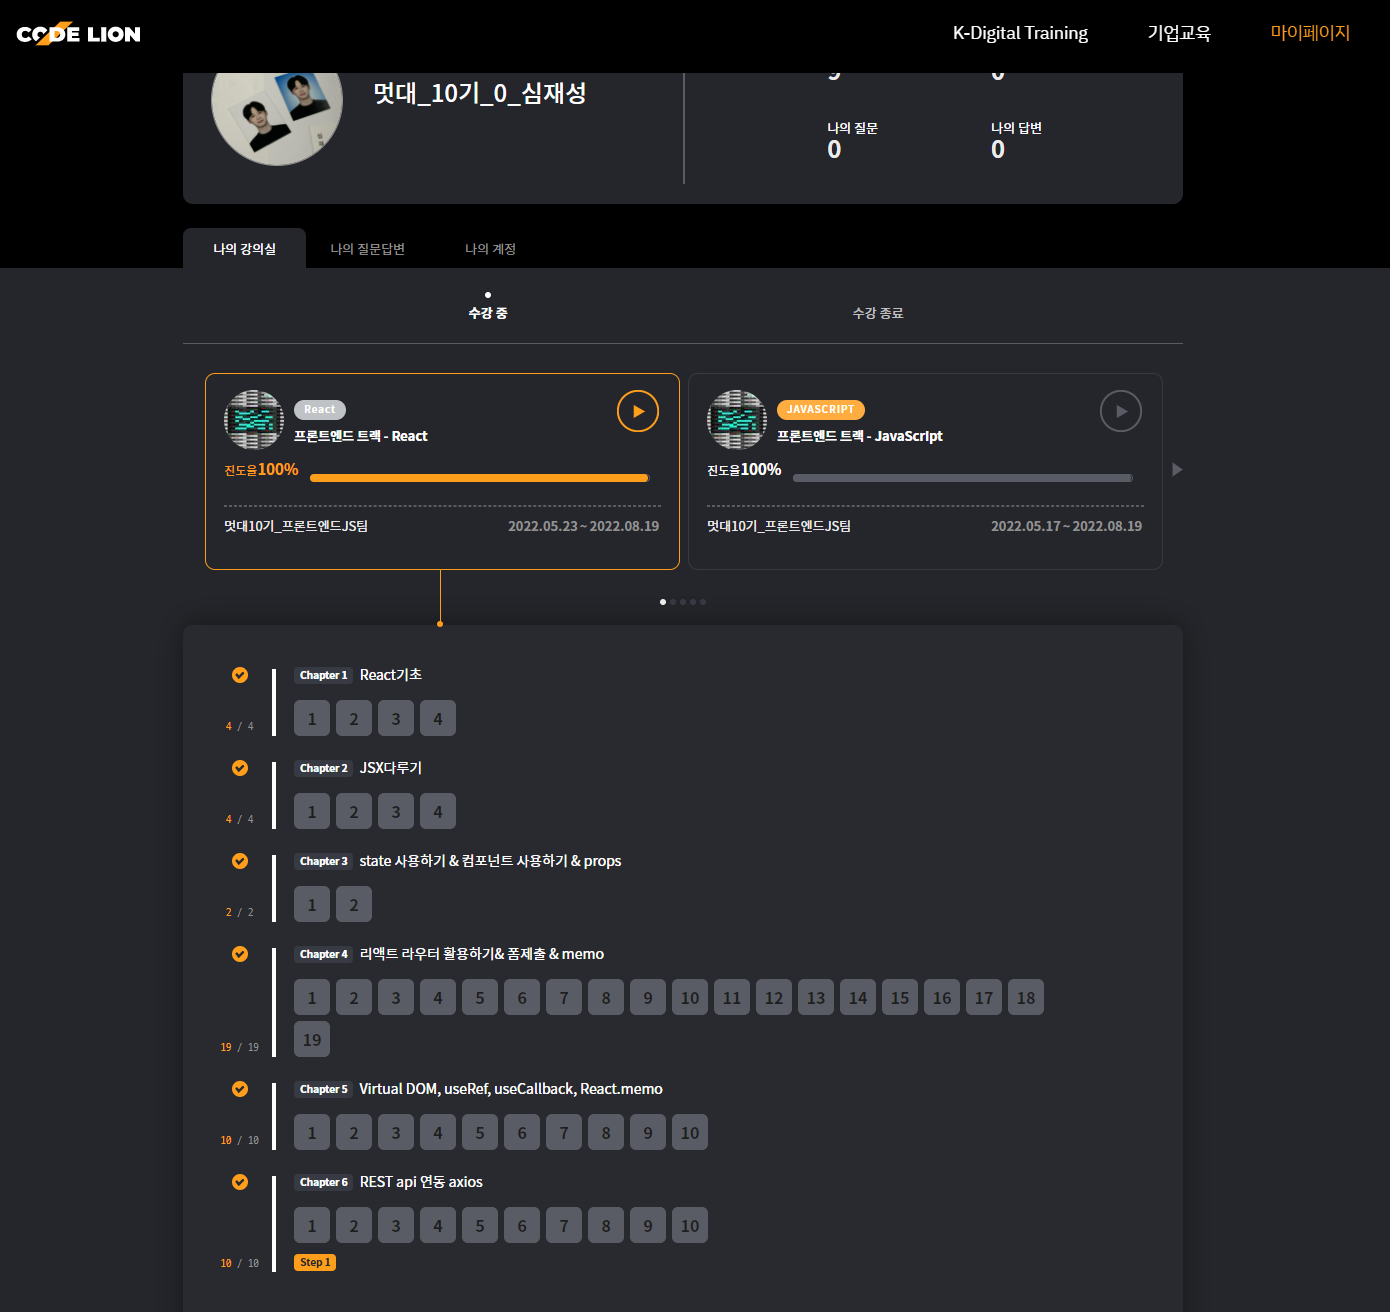 CODE LION
K-Digital Training
기업교육
마이페이지
멋대_10기_0_심재성
나의 질문
나의 답변
0
0
나의 강의실
나의 질문답변
나의 계정
수강 중
수강 종료
React
프론트앤드 트랙 - React
진도율100%
멋대10기_프론트엔드JS팀
2022.05.23 ~ 2022.08.19
JAVASCRIPT
프론트앤드 트랙 - JavaScript
진도율100%
멋대10기_프론트엔드JS팀
2022.05.17 ~ 2022.08.19
Chapter 1 React기초
1 2 3 4
4 / 4
Chapter 2 JSX다루기
1 2 3 4
4 / 4
Chapter 3 state 사용하기 & 컴포넌트 사용하기 & props
1 2
2 / 2
Chapter 4 리액트 라우터 활용하기& 폼제출 & memo
1 2 3 4 5 6 7 8 9 10 11 12 13 14 15 16 17 18
19
19 / 19
Chapter 5 Virtual DOM, useRef, useCallback, React.memo
1 2 3 4 5 6 7 8 9 10
10 / 10
Chapter 6 REST api 연동 axios
1 2 3 4 5 6 7 8 9 10
10 / 10
Step 1